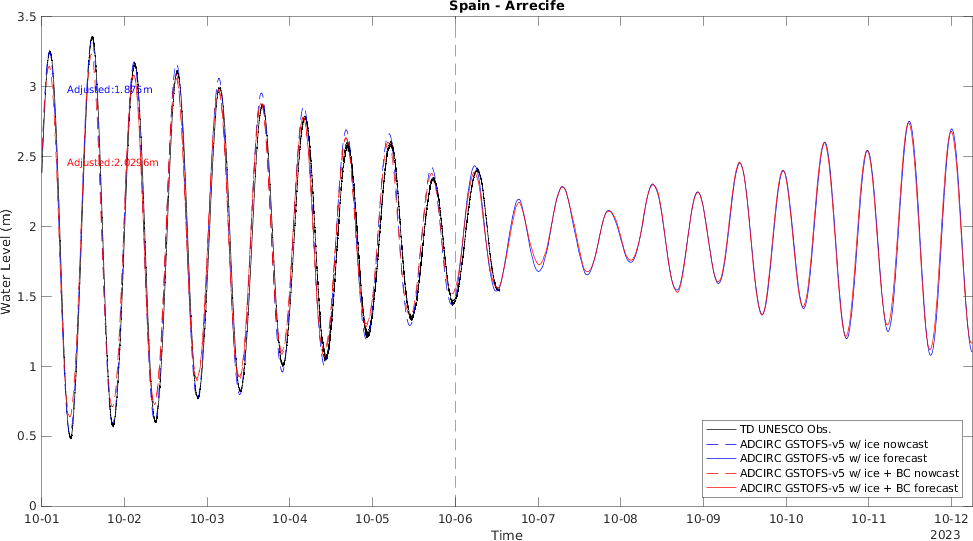 Spain - Arrecife
3.5
3
2.5
2
1.5
1
0.5
0
Water Level (m)
Adjusted:1.875m
Adjusted:2.0296m
TD UNESCO Obs.
ADCIRC GSTOFS-v5 w/ ice nowcast
ADCIRC GSTOFS-v5 w/ ice forecast
ADCIRC GSTOFS-v5 w/ ice + BC nowcast
ADCIRC GSTOFS-v5 w/ ice + BC forecast
10-01 10-02 10-03 10-04 10-05 10-06 10-07 10-08 10-09 10-10 10-11 10-12
2023
Time